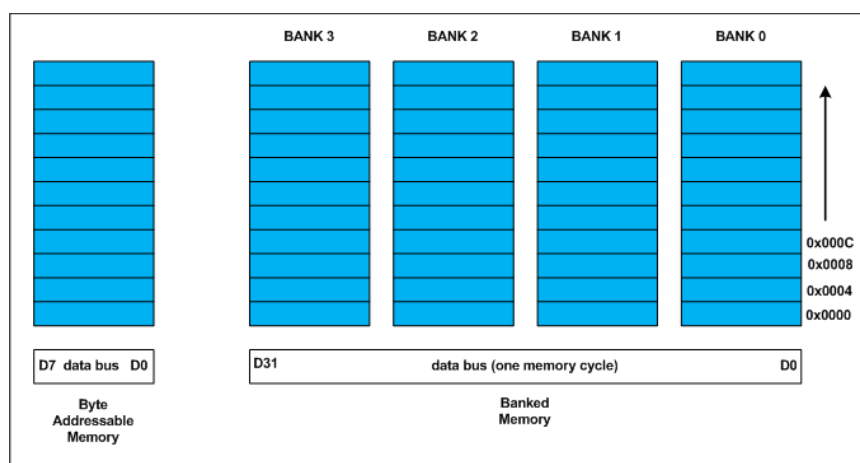 BANK 3 BANK 2 BANK 1 BANK 0
0x000C
0x0008
0x0004
0x0000
D7 data bus D0
D31 data bus (one memory cycle) D0
Byte
Addressable
Memory
Banked
Memory